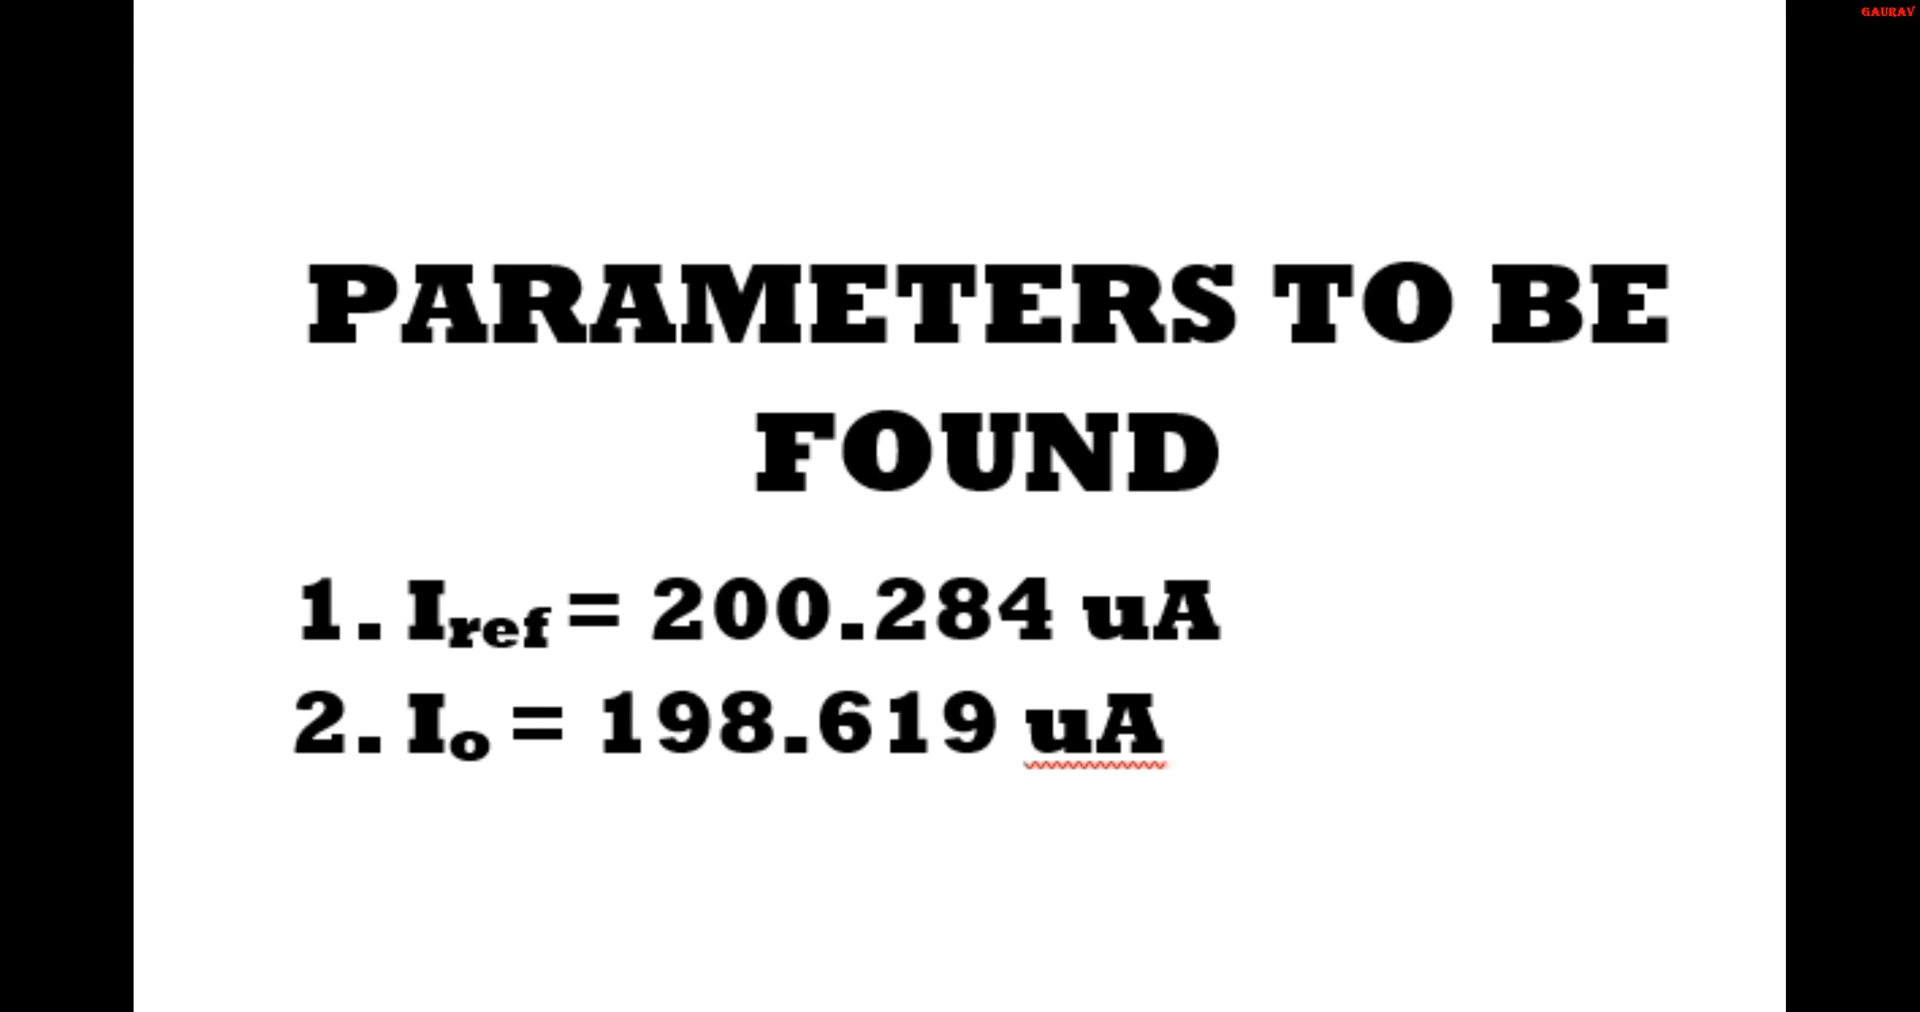 GAURAV
PARAMETERS TO BE
FOUND
1. Iref = 200.284 uA
2. Io = 198.619 uA